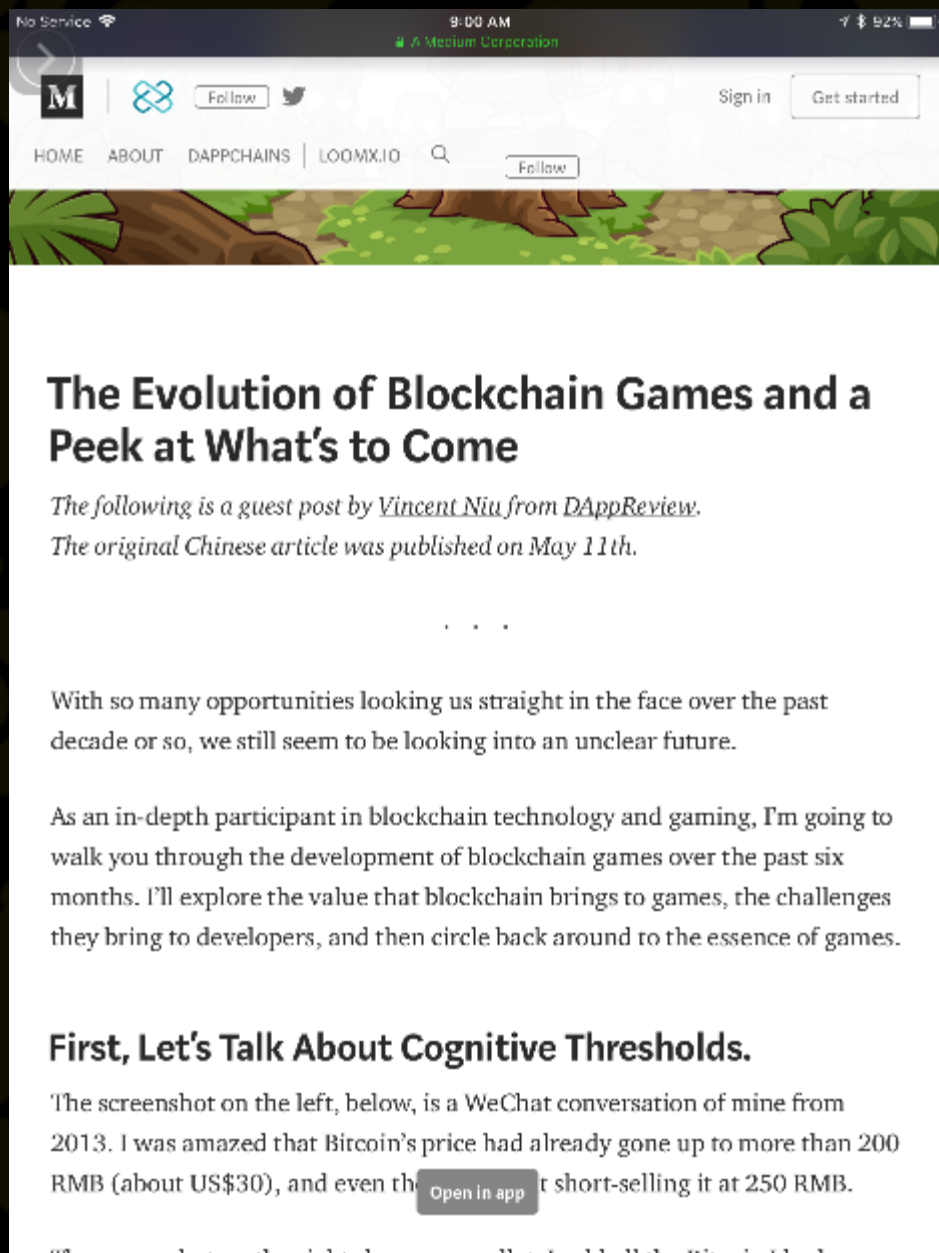 No Service
9:00 AM
92%
A Medium Corporation
M
Follow
Sign in
Get started
HOME ABOUT DAPPCHAINS LOOMX.IO
Follow
The Evolution of Blockchain Games and a
Peek at What's to Come
The following is a guest post by Vincent Niu from DAppReview.
The original Chinese article was published on May 11th.
. . .
With so many opportunities looking us straight in the face over the past
decade or so, we still seem to be looking into an unclear future.
As an in-depth participant in blockchain technology and gaming, I'm going to
walk you through the development of blockchain games over the past six
months. I'll explore the value that blockchain brings to games, the challenges
they bring to developers, and then circle back around to the essence of games.
First, Let's Talk About Cognitive Thresholds.
The screenshot on the left, below, is a WeChat conversation of mine from
2013. I was amazed that Bitcoin's price had already gone up to more than 200
RMB (about US$30), and even th t short-selling it at 250 RMB.
Open in app